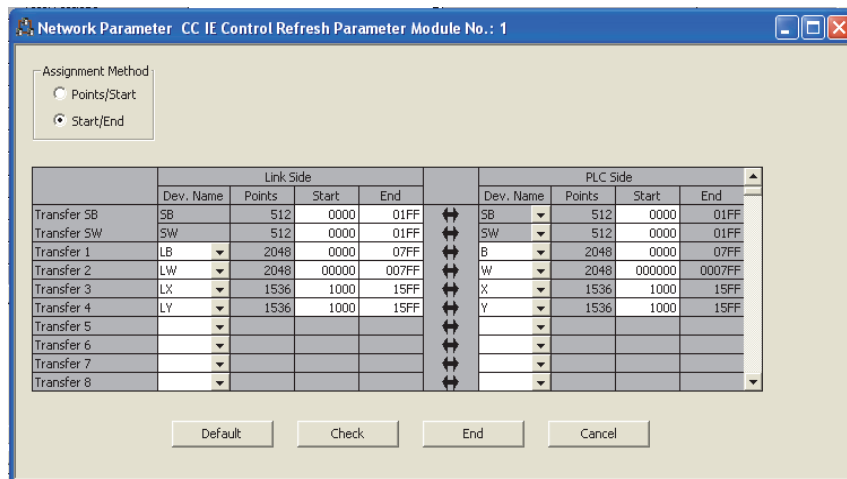 Network Parameter CC IE Control Refresh Parameter Module No.: 1
Assignment Method
Points/Start
Start/End
Link Side PLC Side
Dev. Name Points Start End Dev. Name Points Start End
Transfer SB SB 512 0000 01FF SB 512 0000 01FF
Transfer SW SW 512 0000 01FF SW 512 0000 01FF
Transfer 1 LB 2048 0000 07FF B 2048 0000 07FF
Transfer 2 LW 2048 00000 007FF W 2048 000000 0007FF
Transfer 3 LX 1536 1000 15FF X 1536 1000 15FF
Transfer 4 LY 1536 1000 15FF Y 1536 1000 15FF
Transfer 5
Transfer 6
Transfer 7
Transfer 8
Default Check End Cancel